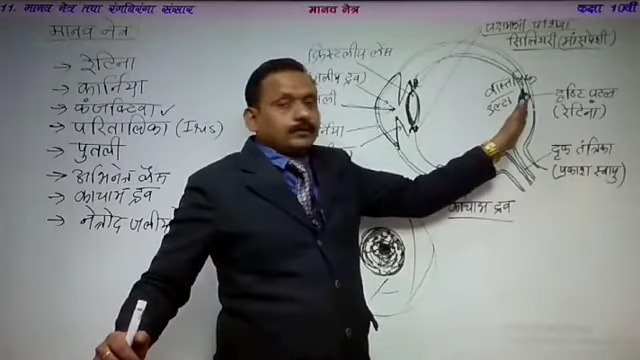 11. मानव नेत्र तथा रंगबिरंगा संसार
मानव नेत्र
कक्षा 10वीं
मानव नेत्र
→ रेटिना
→ कार्निया
→ कंजक्टिवा ✓
→ परितालिका (Iris)
→ पुतली
→ अभिनेत्र लेंस
→ काचाभ द्रव
→ नेत्रोद जलीय
क्रिस्टलीय लेंस
पक्ष्माभी
सिलियरी (मांसपेशी)
उल्टा
दृष्टि पटल
(रेटिना)
दृक तंत्रिका
(प्रकाश स्नायु)
काचाभ द्रव